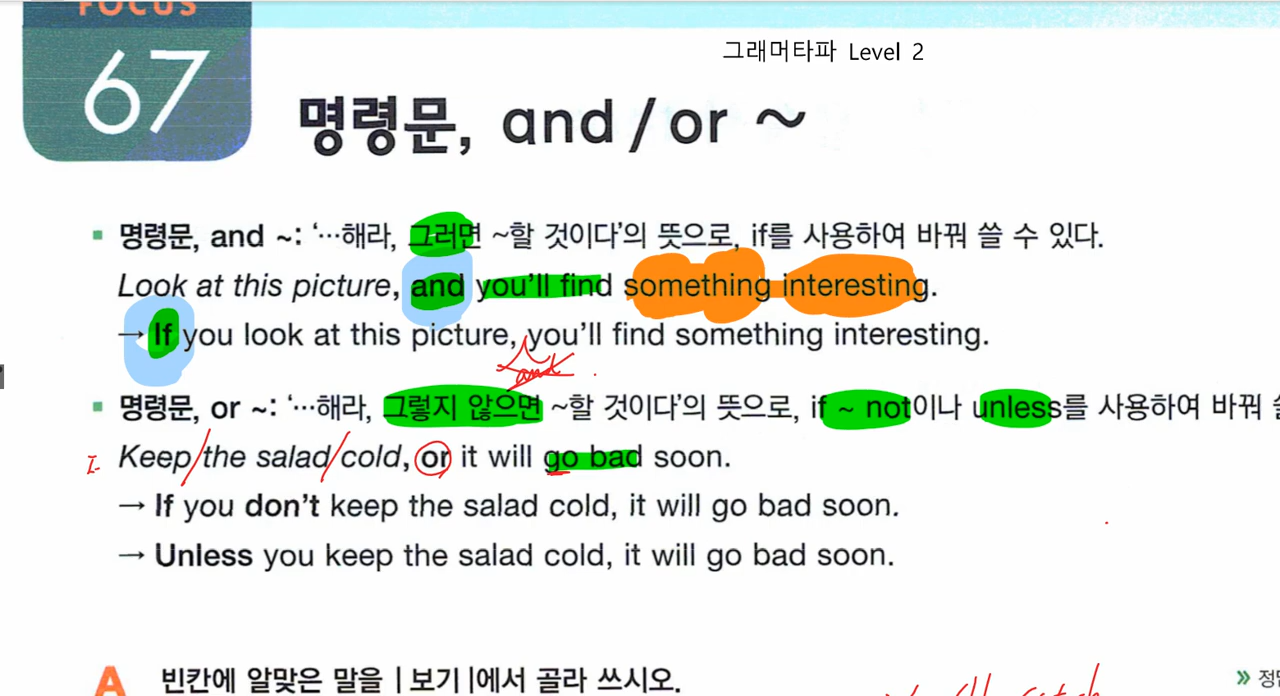 FOCUS
67
그래머타파 Level 2
명령문, and / or ~
▪ 명령문, and ~: ‘…해라, 그러면 ~할 것이다’의 뜻으로, if를 사용하여 바꿔 쓸 수 있다.
Look at this picture, and you’ll find something interesting.
→ If you look at this picture, you’ll find something interesting.
and
▪ 명령문, or ~: ‘…해라, 그렇지 않으면 ~할 것이다’의 뜻으로, if ~ not이나 unless를 사용하여 바꿔
Keep/the salad/cold, or it will go bad soon.
→ If you don’t keep the salad cold, it will go bad soon.
→ Unless you keep the salad cold, it will go bad soon.
A 빈칸에 알맞은 말을 | 보기 |에서 골라 쓰시오.